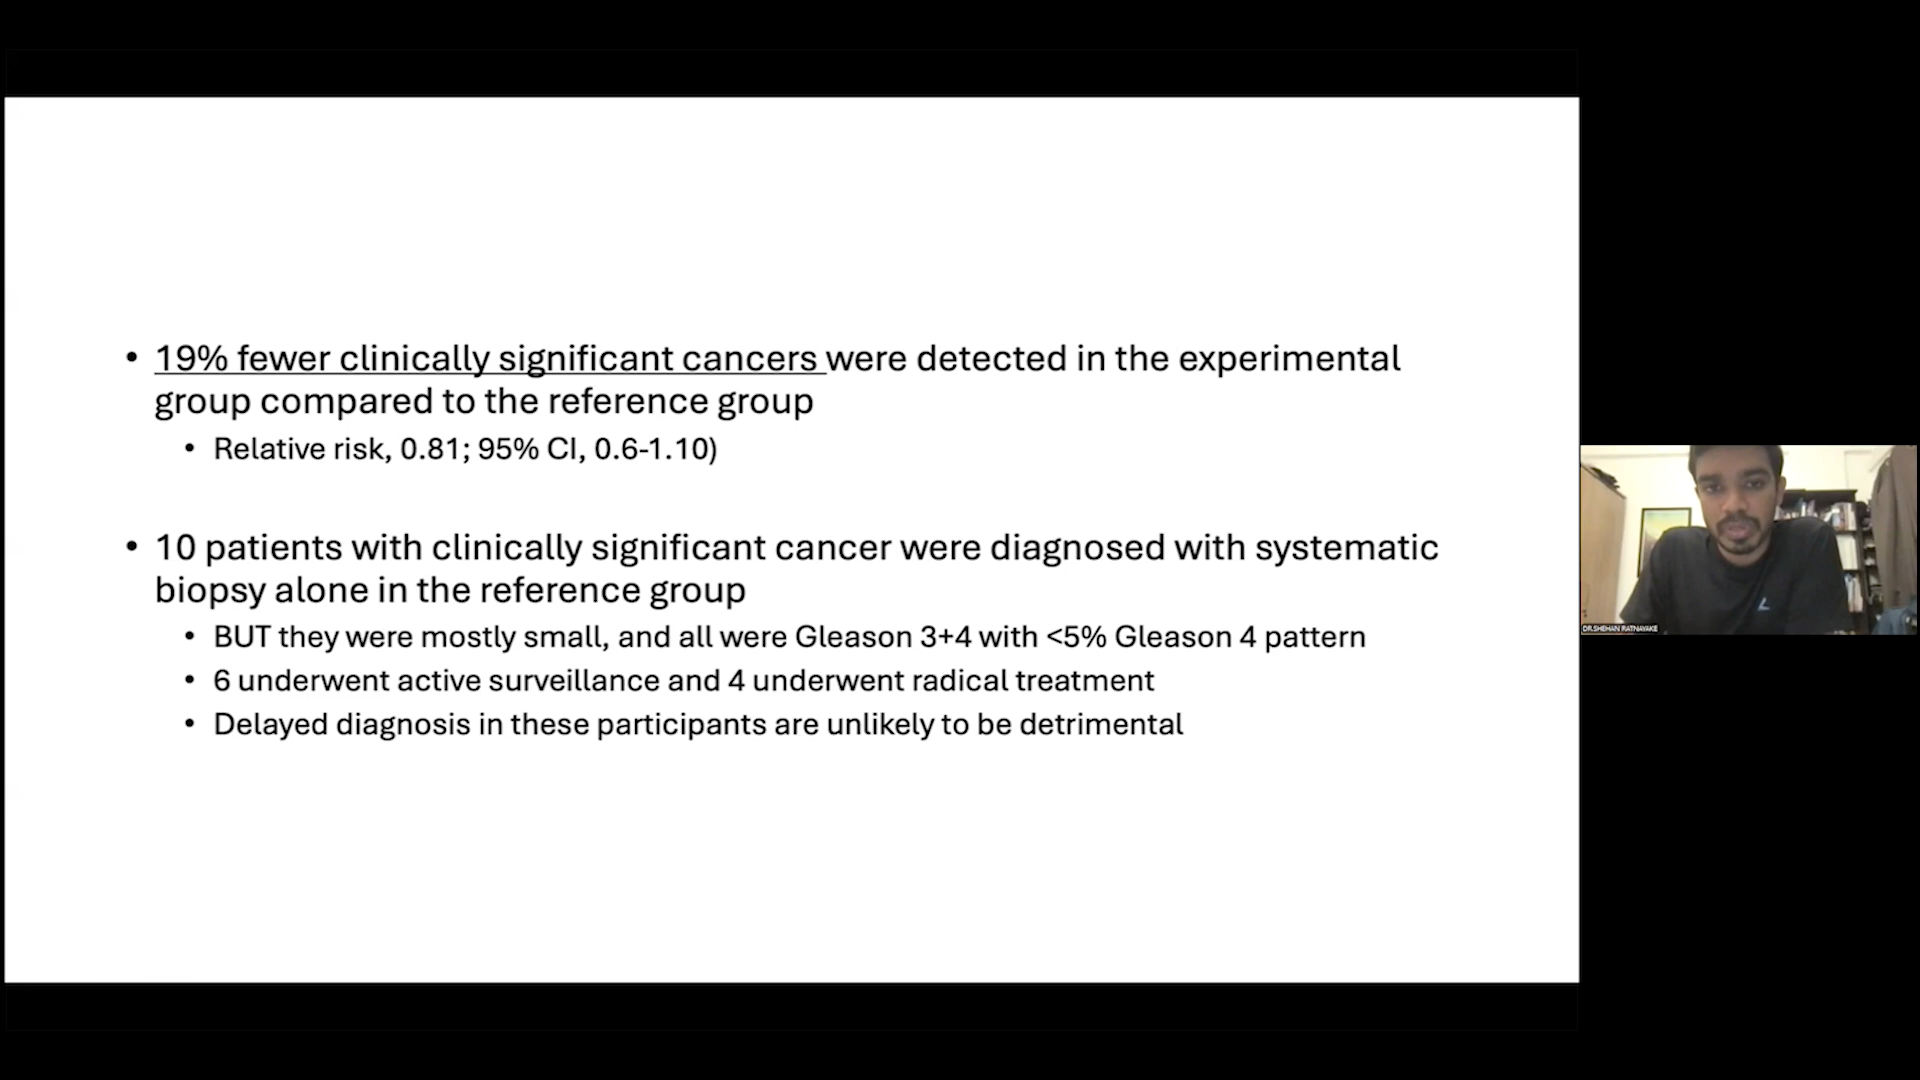 • 19% fewer clinically significant cancers were detected in the experimental
group compared to the reference group
• Relative risk, 0.81; 95% CI, 0.6-1.10)
• 10 patients with clinically significant cancer were diagnosed with systematic
biopsy alone in the reference group
• BUT they were mostly small, and all were Gleason 3+4 with <5% Gleason 4 pattern
• 6 underwent active surveillance and 4 underwent radical treatment
• Delayed diagnosis in these participants are unlikely to be detrimental
DR.SHEHAN RATNAYAKE